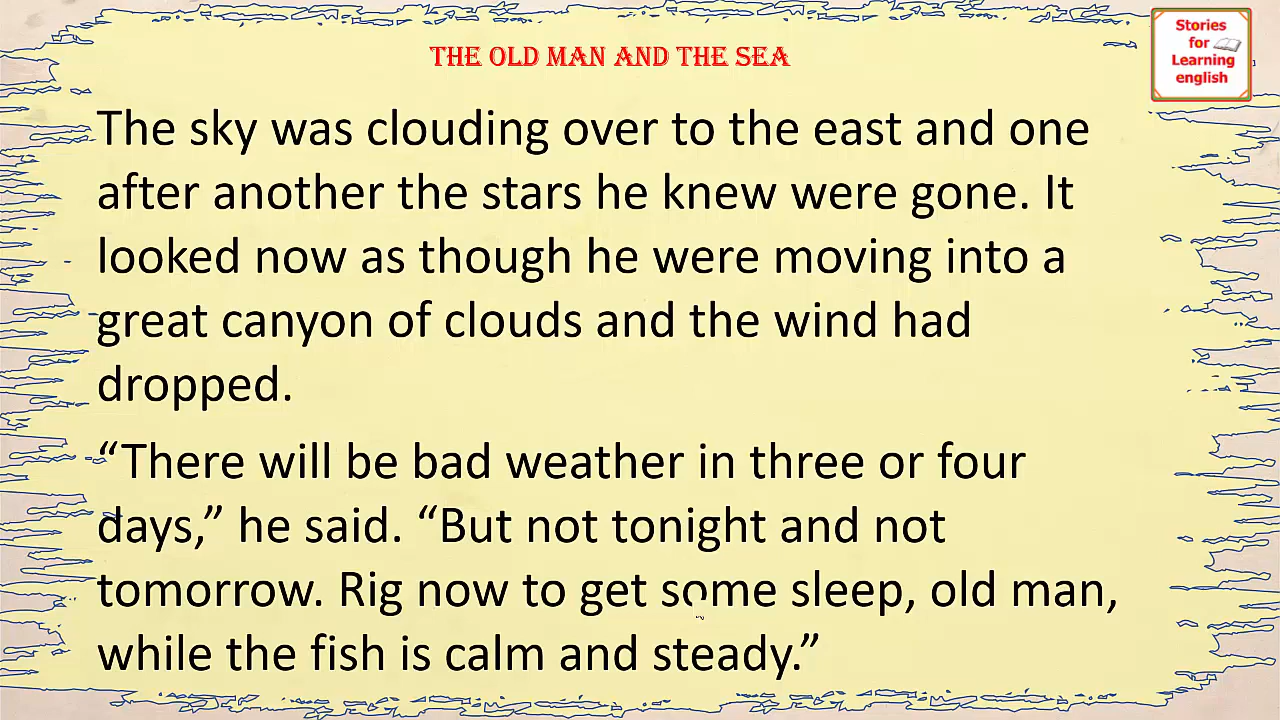 THE OLD MAN AND THE SEA
Stories
for
Learning
english
The sky was clouding over to the east and one
after another the stars he knew were gone. It
looked now as though he were moving into a
great canyon of clouds and the wind had
dropped.
“There will be bad weather in three or four
days,” he said. “But not tonight and not
tomorrow. Rig now to get some sleep, old man,
while the fish is calm and steady.”